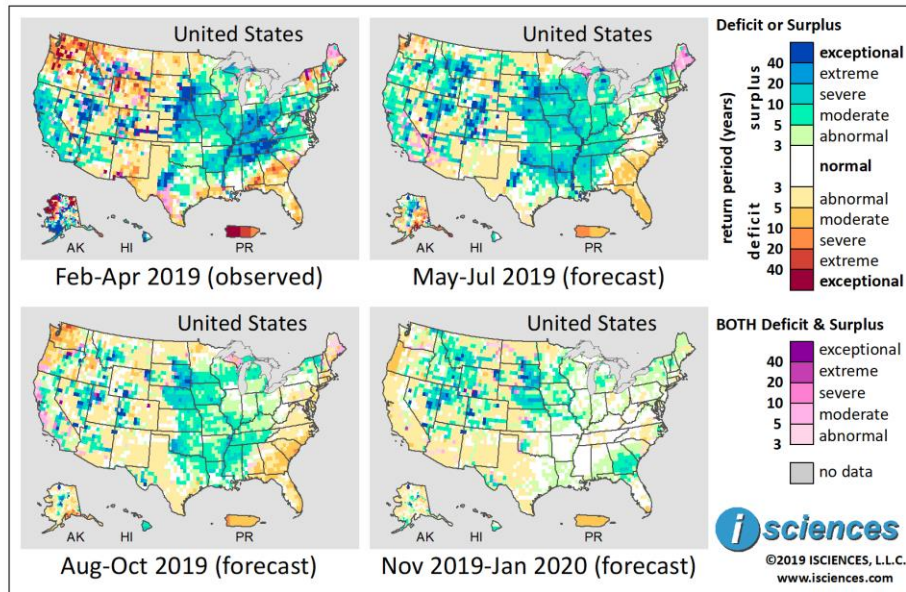 United States
AK HI PR
Feb-Apr 2019 (observed)
United States
AK HI PR
May-Jul 2019 (forecast)
United States
AK HI PR
Aug-Oct 2019 (forecast)
United States
AK HI PR
Nov 2019-Jan 2020 (forecast)
Deficit or Surplus
return period (years)
surplus
deficit
exceptional
40
extreme
20
severe
10
moderate
5
abnormal
3
normal
3
abnormal
5
moderate
10
severe
20
extreme
40
exceptional
BOTH Deficit & Surplus
exceptional
40
extreme
20
severe
10
moderate
5
abnormal
3
no data
i sciences
©2019 ISCIENCES, L.L.C.
www.isciences.com